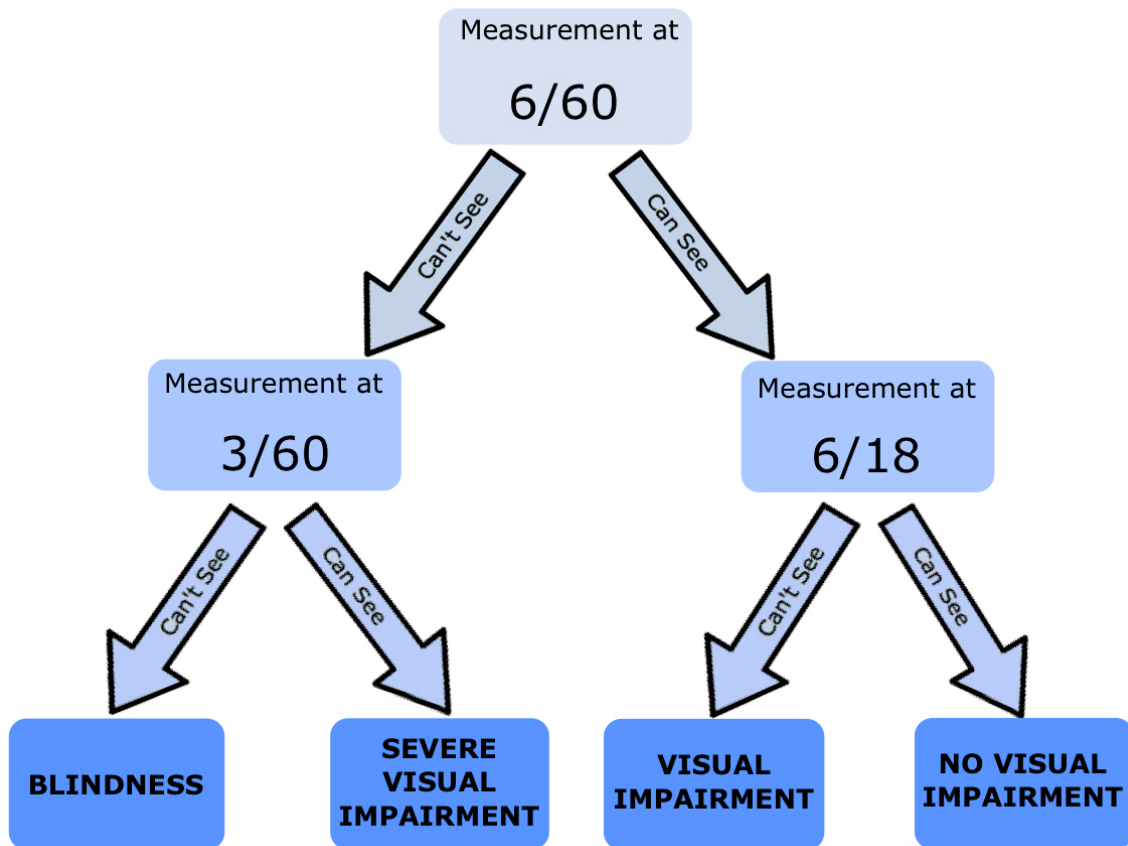 Measurement at
6/60
Can't See
Can See
Measurement at
3/60
Measurement at
6/18
Can't See
Can See
Can't See
Can See
BLINDNESS
SEVERE
VISUAL
IMPAIRMENT
VISUAL
IMPAIRMENT
NO VISUAL
IMPAIRMENT